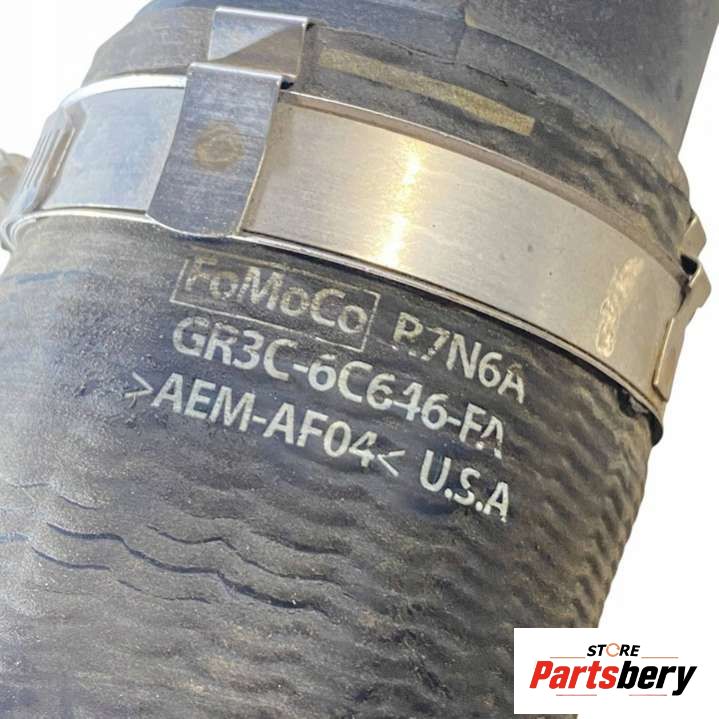 FoMoCo R7N6A
GR3C-6C646-FA
>AEM-AF04< U.S.A
STORE
Partsbery